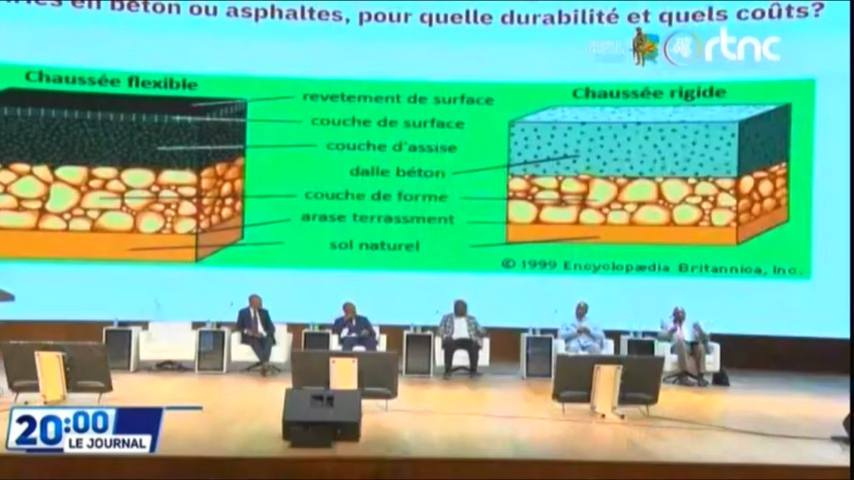 en béton ou asphaltes, pour quelle durabilité et quels coûts?
rtnc
Chaussée flexible
Chaussée rigide
revetement de surface
couche de surface
couche d'assise
dalle béton
couche de forme
arase terrassment
sol naturel
© 1999 Encyclopædia Britannica, Inc.
20:00
LE JOURNAL